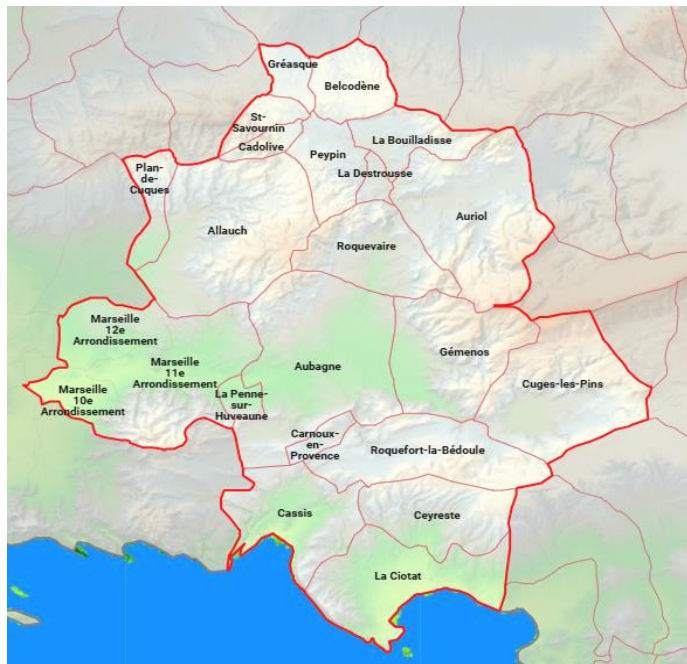 Gréasque
Belcodène
St-
Savournin
Cadolive
La Bouilladisse
Peypin
La Destrousse
Plan-
de-
Cuques
Allauch
Auriol
Roquevaire
Marseille
12e
Arrondissement
Marseille
11e
Arrondissement
Marseille
10e
Arrondissement
Aubagne
Gémenos
Cuges-les-Pins
La Penne-
sur-
Huveaune
Carnoux-
en-
Provence
Roquefort-la-Bédoule
Cassis
Ceyreste
La Ciotat